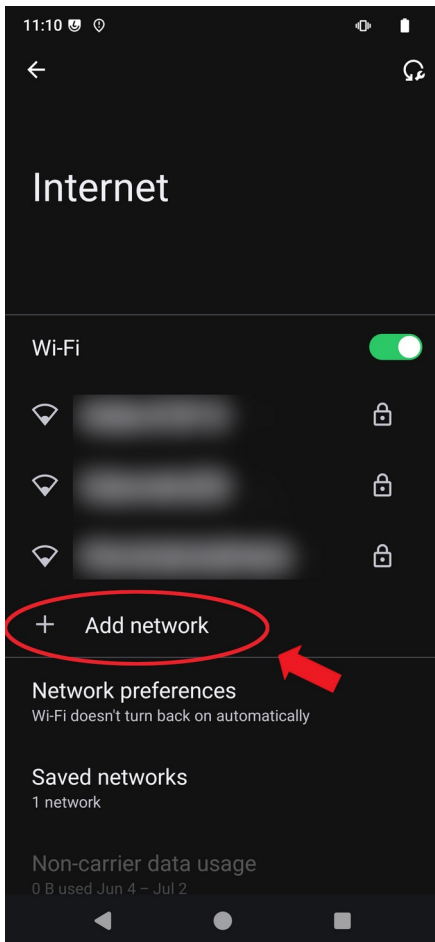 11:10
Internet
Wi-Fi
Add network
Network preferences
Wi-Fi doesn't turn back on automatically
Saved networks
1 network
Non-carrier data usage
0 B used Jun 4 – Jul 2